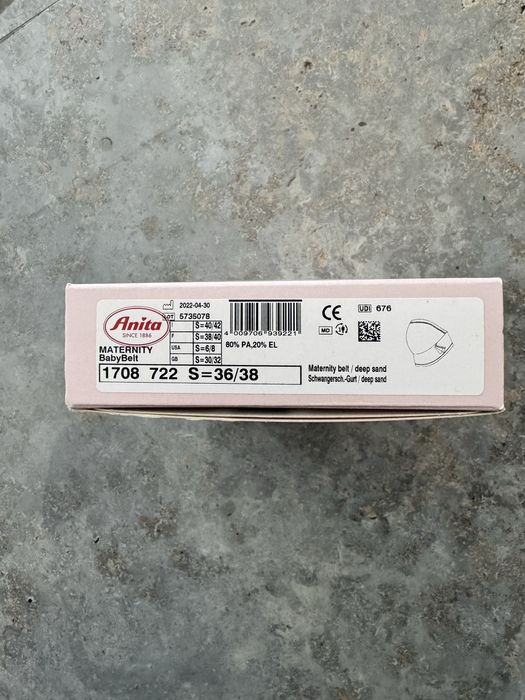 Anita
SINCE 1886
MATERNITY
BabyBelt
2022-04-30
LOT 5735078
I S=40/42
F S=38/40
USA S=6/8
GB S=30/32
4 009706 939221
80% PA,20% EL
CE
MD
UDI 676
1708 722 S=36/38
Maternity belt / deep sand
Schwangersch.-Gurt / deep sand